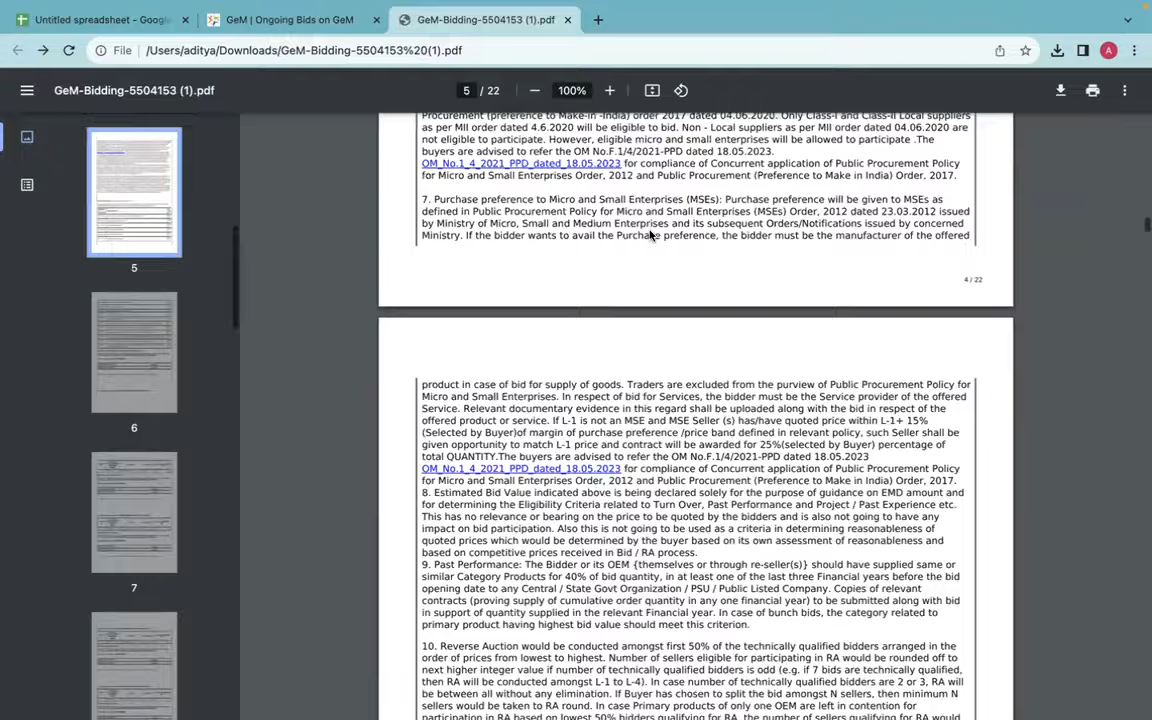 Untitled spreadsheet - Google
GeM | Ongoing Bids on GeM
GeM-Bidding-5504153 (1).pdf
File
/Users/aditya/Downloads/GeM-Bidding-5504153%20(1).pdf
A
GeM-Bidding-5504153 (1).pdf
5 / 22
100%
5
6
7
Procurement (preference to Make-in -India) order 2017 dated 04.06.2020. Only Class-I and Class-II Local suppliers
as per MII order dated 4.6.2020 will be eligible to bid. Non - Local suppliers as per MII order dated 04.06.2020 are
not eligible to participate. However, eligible micro and small enterprises will be allowed to participate .The
buyers are advised to refer the OM No.F.1/4/2021-PPD dated 18.05.2023.
OM_No.1_4_2021_PPD_dated_18.05.2023 for compliance of Concurrent application of Public Procurement Policy
for Micro and Small Enterprises Order, 2012 and Public Procurement (Preference to Make in India) Order, 2017.
7. Purchase preference to Micro and Small Enterprises (MSEs): Purchase preference will be given to MSEs as
defined in Public Procurement Policy for Micro and Small Enterprises (MSEs) Order, 2012 dated 23.03.2012 issued
by Ministry of Micro, Small and Medium Enterprises and its subsequent Orders/Notifications issued by concerned
Ministry. If the bidder wants to avail the Purchase preference, the bidder must be the manufacturer of the offered
4 / 22
product in case of bid for supply of goods. Traders are excluded from the purview of Public Procurement Policy for
Micro and Small Enterprises. In respect of bid for Services, the bidder must be the Service provider of the offered
Service. Relevant documentary evidence in this regard shall be uploaded along with the bid in respect of the
offered product or service. If L-1 is not an MSE and MSE Seller (s) has/have quoted price within L-1+ 15%
(Selected by Buyer)of margin of purchase preference /price band defined in relevant policy, such Seller shall be
given opportunity to match L-1 price and contract will be awarded for 25%(selected by Buyer) percentage of
total QUANTITY.The buyers are advised to refer the OM No.F.1/4/2021-PPD dated 18.05.2023
OM_No.1_4_2021_PPD_dated_18.05.2023 for compliance of Concurrent application of Public Procurement Policy
for Micro and Small Enterprises Order, 2012 and Public Procurement (Preference to Make in India) Order, 2017.
8. Estimated Bid Value indicated above is being declared solely for the purpose of guidance on EMD amount and
for determining the Eligibility Criteria related to Turn Over, Past Performance and Project / Past Experience etc.
This has no relevance or bearing on the price to be quoted by the bidders and is also not going to have any
impact on bid participation. Also this is not going to be used as a criteria in determining reasonableness of
quoted prices which would be determined by the buyer based on its own assessment of reasonableness and
based on competitive prices received in Bid / RA process.
9. Past Performance: The Bidder or its OEM {themselves or through re-seller(s)} should have supplied same or
similar Category Products for 40% of bid quantity, in at least one of the last three Financial years before the bid
opening date to any Central / State Govt Organization / PSU / Public Listed Company. Copies of relevant
contracts (proving supply of cumulative order quantity in any one financial year) to be submitted along with bid
in support of quantity supplied in the relevant Financial year. In case of bunch bids, the category related to
primary product having highest bid value should meet this criterion.
10. Reverse Auction would be conducted amongst first 50% of the technically qualified bidders arranged in the
order of prices from lowest to highest. Number of sellers eligible for participating in RA would be rounded off to
next higher integer value if number of technically qualified bidders is odd (e.g. if 7 bids are technically qualified,
then RA will be conducted amongst L-1 to L-4). In case number of technically qualified bidders are 2 or 3, RA will
be between all without any elimination. If Buyer has chosen to split the bid amongst N sellers, then minimum N
sellers would be taken to RA round. In case Primary products of only one OEM are left in contention for
participation in RA based on lowest 50% bidders qualifying for RA, the number of sellers qualifying for RA would